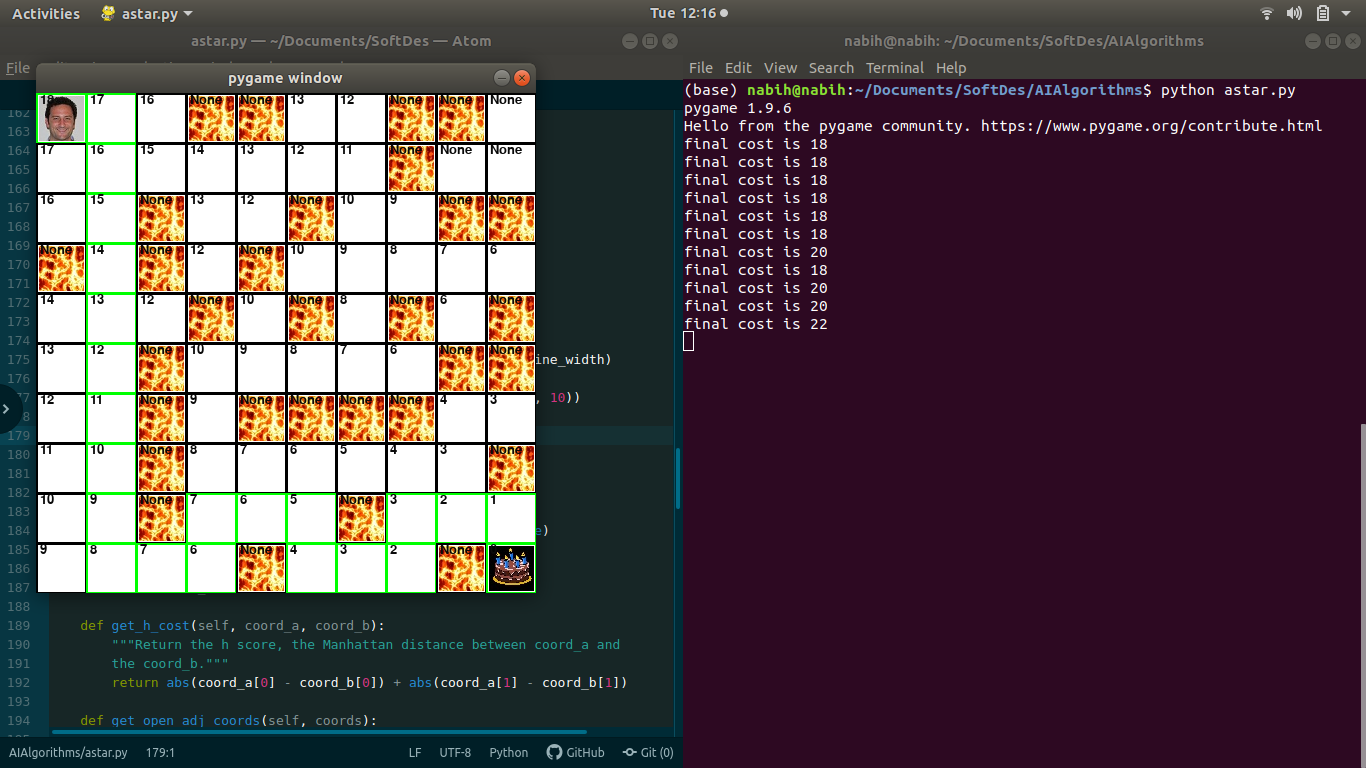 Activities astar.py Tue 12:16
astar.py — ~/Documents/SoftDes — Atom
nabih@nabih: ~/Documents/SoftDes/AIAlgorithms
File
pygame window
File Edit View Search Terminal Help
18 17 16 None None 13 12 None None None
17 16 15 14 13 12 11 None None None
16 15 None 13 12 None 10 9 None None
None 14 None 12 None 10 9 8 7 6
14 13 12 None 10 None 8 None 6 None
13 12 None 10 9 8 7 6 None None
12 11 None 9 None None None None 4 3
11 10 None 8 7 6 5 4 3 None
10 9 None 7 6 5 None 3 2 1
9 8 7 6 None 4 3 2 None
(base) nabih@nabih:~/Documents/SoftDes/AIAlgorithms$ python astar.py
pygame 1.9.6
Hello from the pygame community. https://www.pygame.org/contribute.html
final cost is 18
final cost is 18
final cost is 18
final cost is 18
final cost is 18
final cost is 18
final cost is 20
final cost is 18
final cost is 20
final cost is 20
final cost is 22
162
163
164
165
166
167
168
169
170
171
172
173
174
175 ine_width)
176
77 , 10))
8
179
180
181
182
183
184 e)
185
186
187
188
189 def get_h_cost(self, coord_a, coord_b):
190 """Return the h score, the Manhattan distance between coord_a and
191 the coord_b."""
192 return abs(coord_a[0] - coord_b[0]) + abs(coord_a[1] - coord_b[1])
193
194 def get_open_adj_coords(self, coords):
AIAlgorithms/astar.py 179:1 LF UTF-8 Python GitHub Git (0)